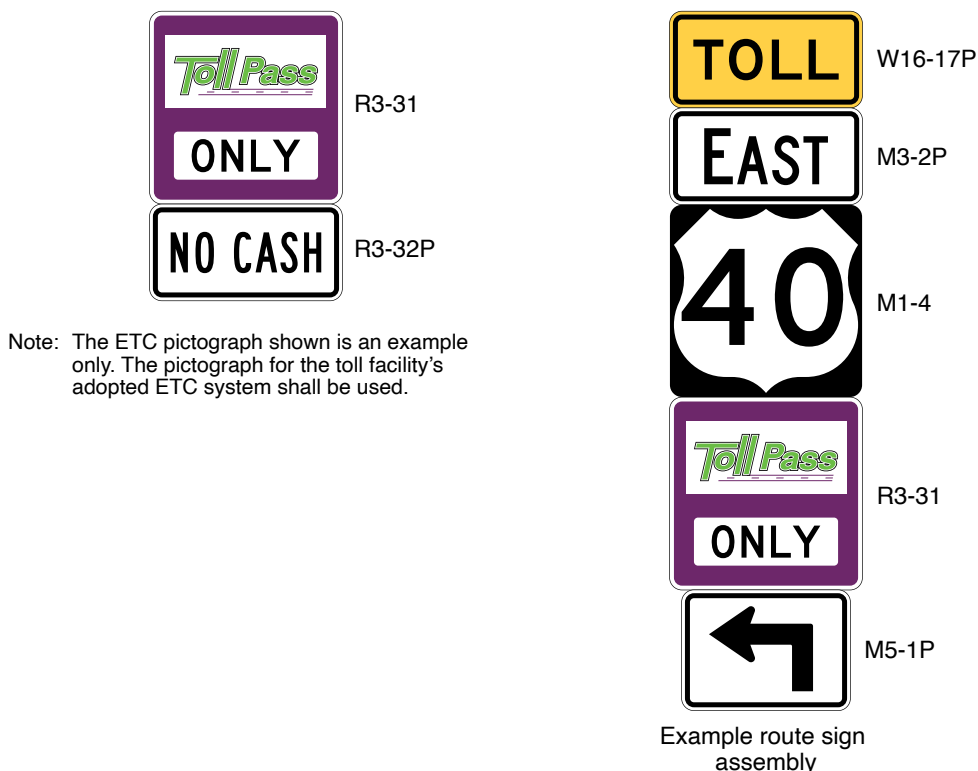 Toll Pass
ONLY
R3-31
NO CASH
R3-32P
Note: The ETC pictograph shown is an example
only. The pictograph for the toll facility's
adopted ETC system shall be used.
TOLL
W16-17P
EAST
M3-2P
40
M1-4
Toll Pass
ONLY
R3-31
M5-1P
Example route sign
assembly